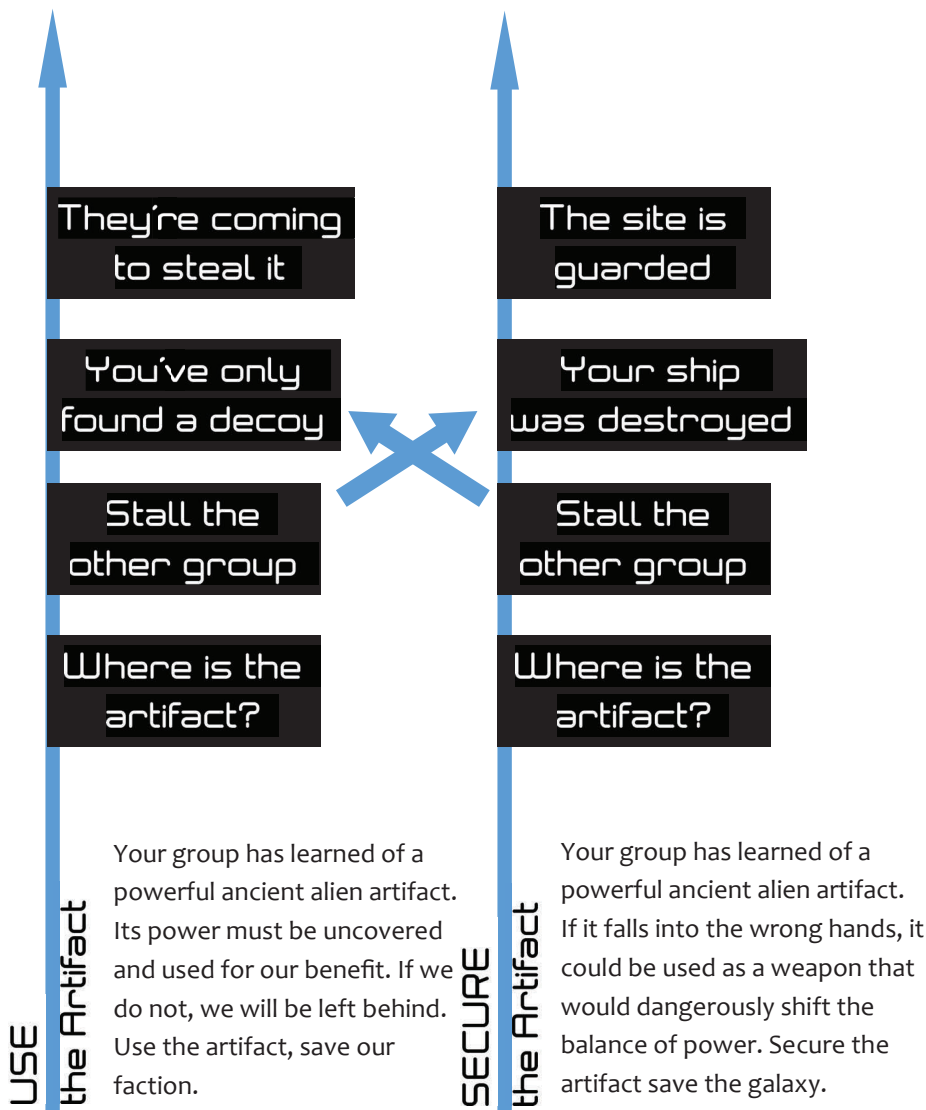 They're coming
to steal it
You've only
found a decoy
Stall the
other group
Where is the
artifact?
USE
the Artifact
Your group has learned of a
powerful ancient alien artifact.
Its power must be uncovered
and used for our benefit. If we
do not, we will be left behind.
Use the artifact, save our
faction.
The site is
guarded
Your ship
was destroyed
Stall the
other group
Where is the
artifact?
SECURE
the Artifact
Your group has learned of a
powerful ancient alien artifact.
If it falls into the wrong hands, it
could be used as a weapon that
would dangerously shift the
balance of power. Secure the
artifact save the galaxy.